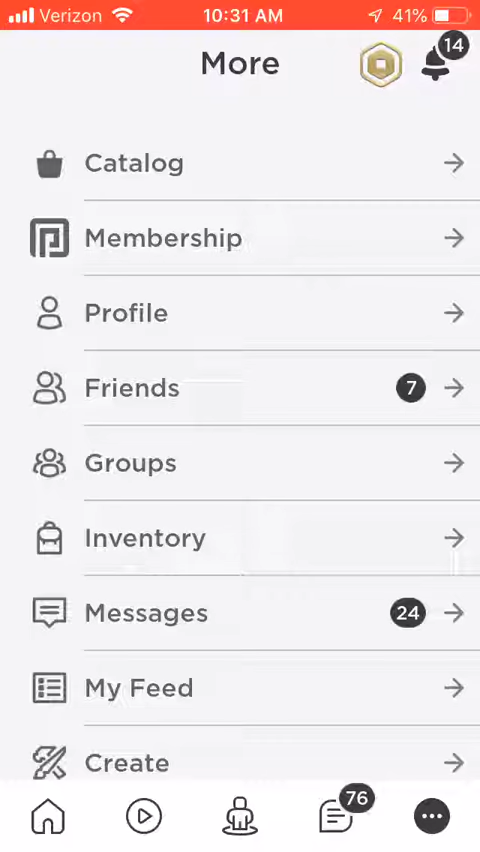 Verizon 10:31 AM 41%
More 14
Catalog
Membership
Profile
Friends 7
Groups
Inventory
Messages 24
My Feed
Create
76